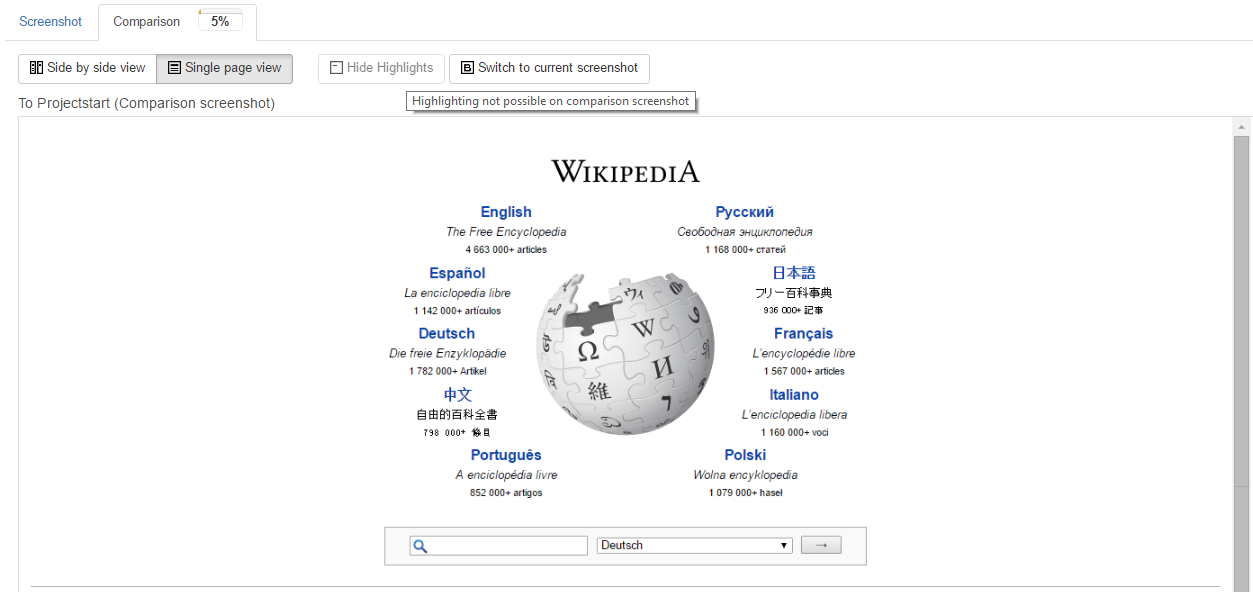 Screenshot Comparison 5%
Side by side view Single page view Hide Highlights B Switch to current screenshot
To Projectstart (Comparison screenshot) Highlighting not possible on comparison screenshot
WIKIPEDIA
English Русский
The Free Encyclopedia Свободная энциклопедия
4 663 000+ articles 1 168 000+ статей
Español 日本語
La enciclopedia libre フリー百科事典
1 142 000+ artículos 936 000+ 記事
Deutsch Français
Die freie Enzyklopädie L'encyclopédie libre
1 782 000+ Artikel 1 567 000+ articles
中文 Italiano
自由的百科全書 L'enciclopedia libera
798 000+ 條目 1 160 000+ voci
Português Polski
A enciclopédia livre Wolna encyklopedia
852 000+ artigos 1 079 000+ haseł
Ω W И 維 ウィ 7
Deutsch →